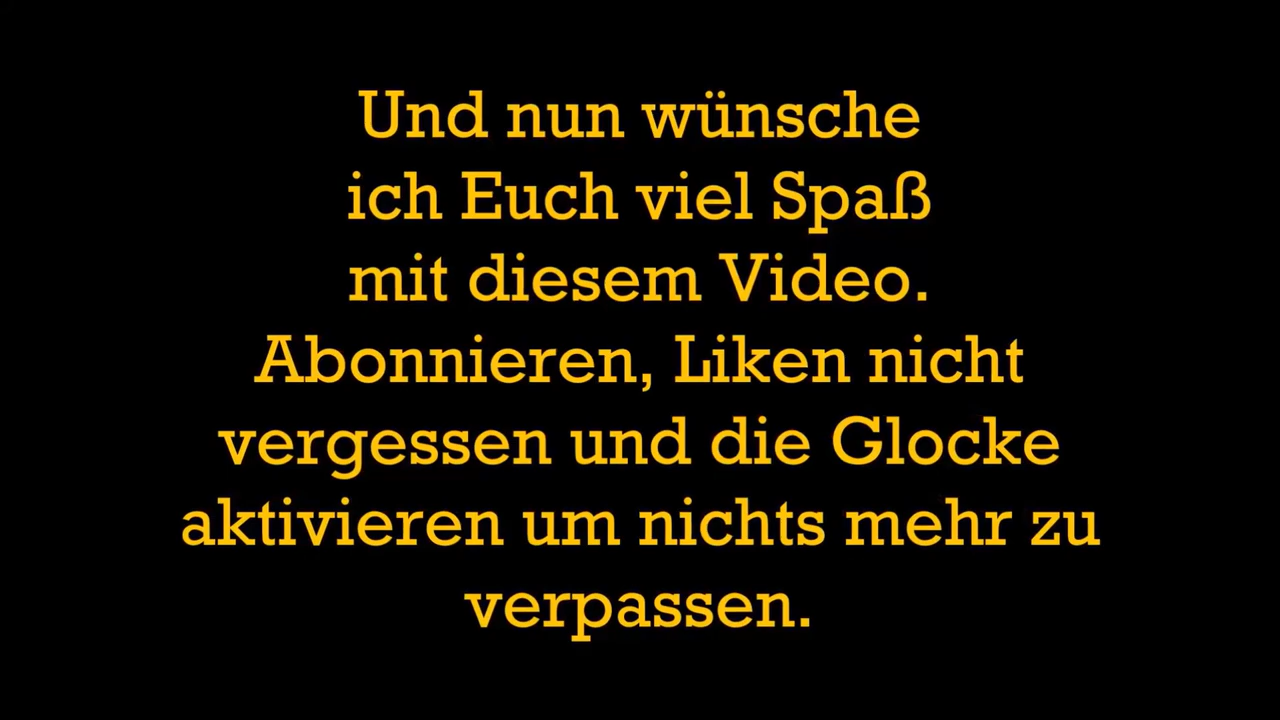 Und nun wünsche
ich Euch viel Spaß
mit diesem Video.
Abonnieren, Liken nicht
vergessen und die Glocke
aktivieren um nichts mehr zu
verpassen.